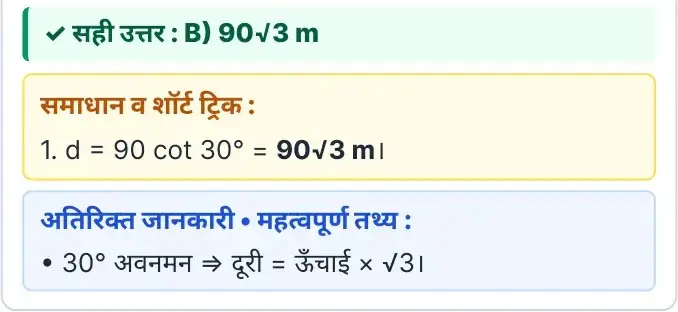 ✓ सही उत्तर : B) 90√3 m
समाधान व शॉर्ट ट्रिक :
1. d = 90 cot 30° = 90√3 m।
अतिरिक्त जानकारी • महत्वपूर्ण तथ्य :
• 30° अवनमन ⇒ दूरी = ऊँचाई × √3।